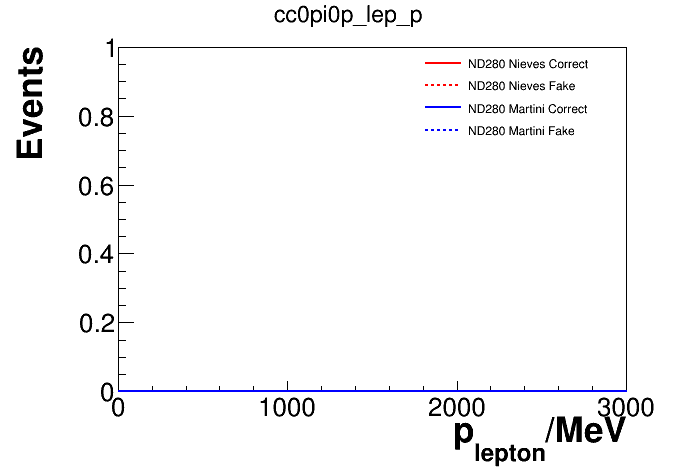 cc0pi0p_lep_p
Events
1
0.8
0.6
0.4
0.2
0
ND280 Nieves Correct
ND280 Nieves Fake
ND280 Martini Correct
ND280 Martini Fake
0 1000 2000 3000
p_lepton/MeV